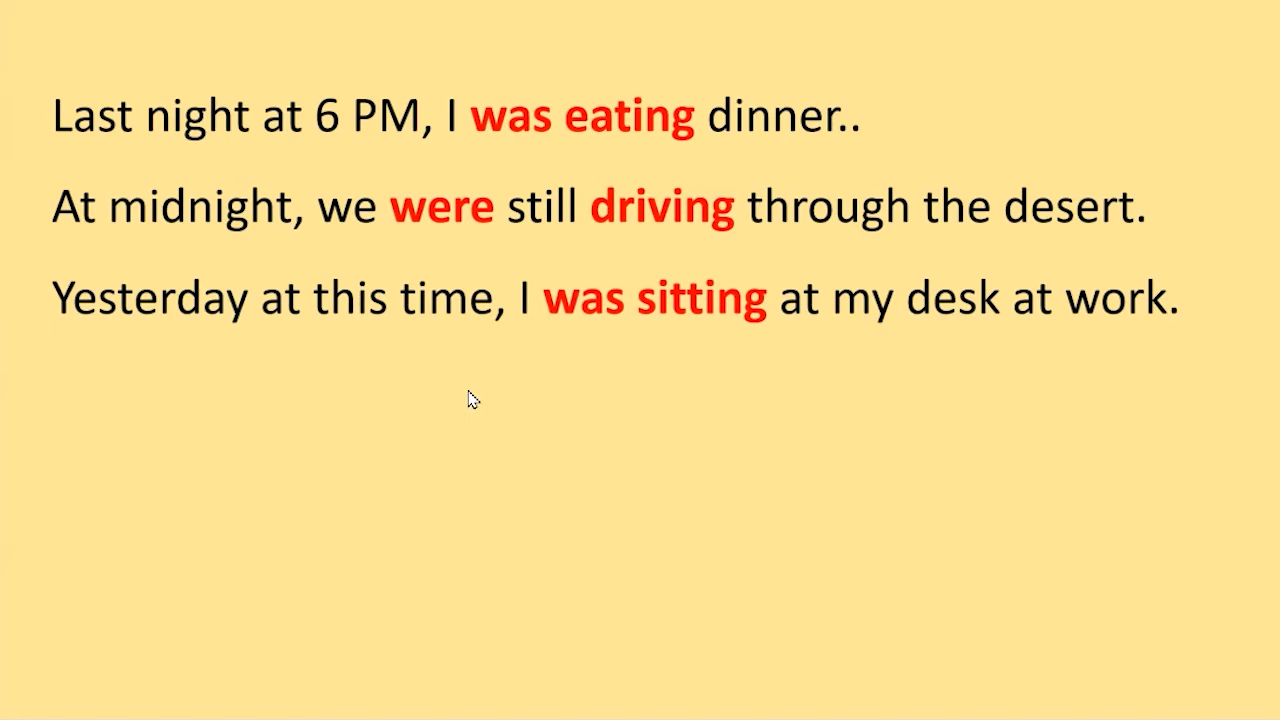 Last night at 6 PM, I was eating dinner..
At midnight, we were still driving through the desert.
Yesterday at this time, I was sitting at my desk at work.